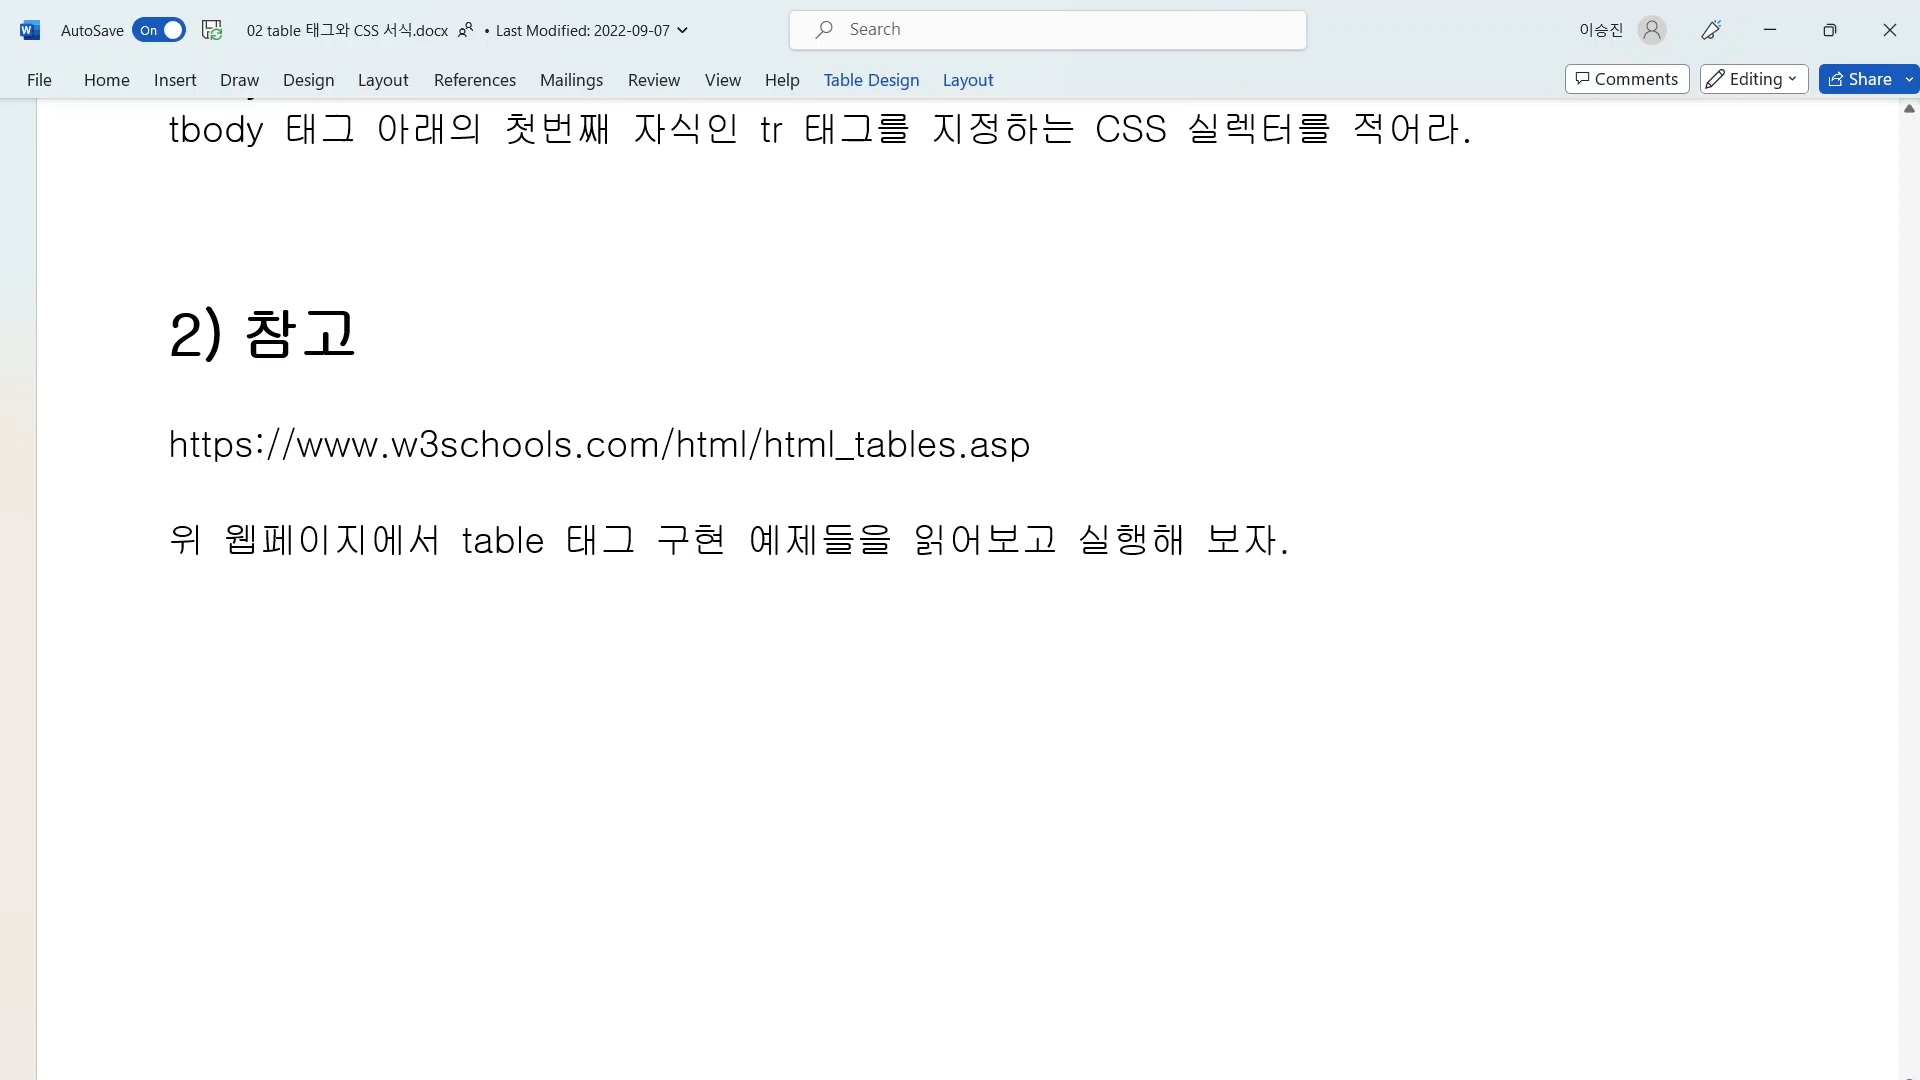 AutoSave On 02 table 태그와 CSS 서식.docx • Last Modified: 2022-09-07 Search 이승진
File Home Insert Draw Design Layout References Mailings Review View Help Table Design Layout Comments Editing Share
tbody 태그 아래의 첫번째 자식인 tr 태그를 지정하는 CSS 실렉터를 적어라.
2) 참고
https://www.w3schools.com/html/html_tables.asp
위 웹페이지에서 table 태그 구현 예제들을 읽어보고 실행해 보자.